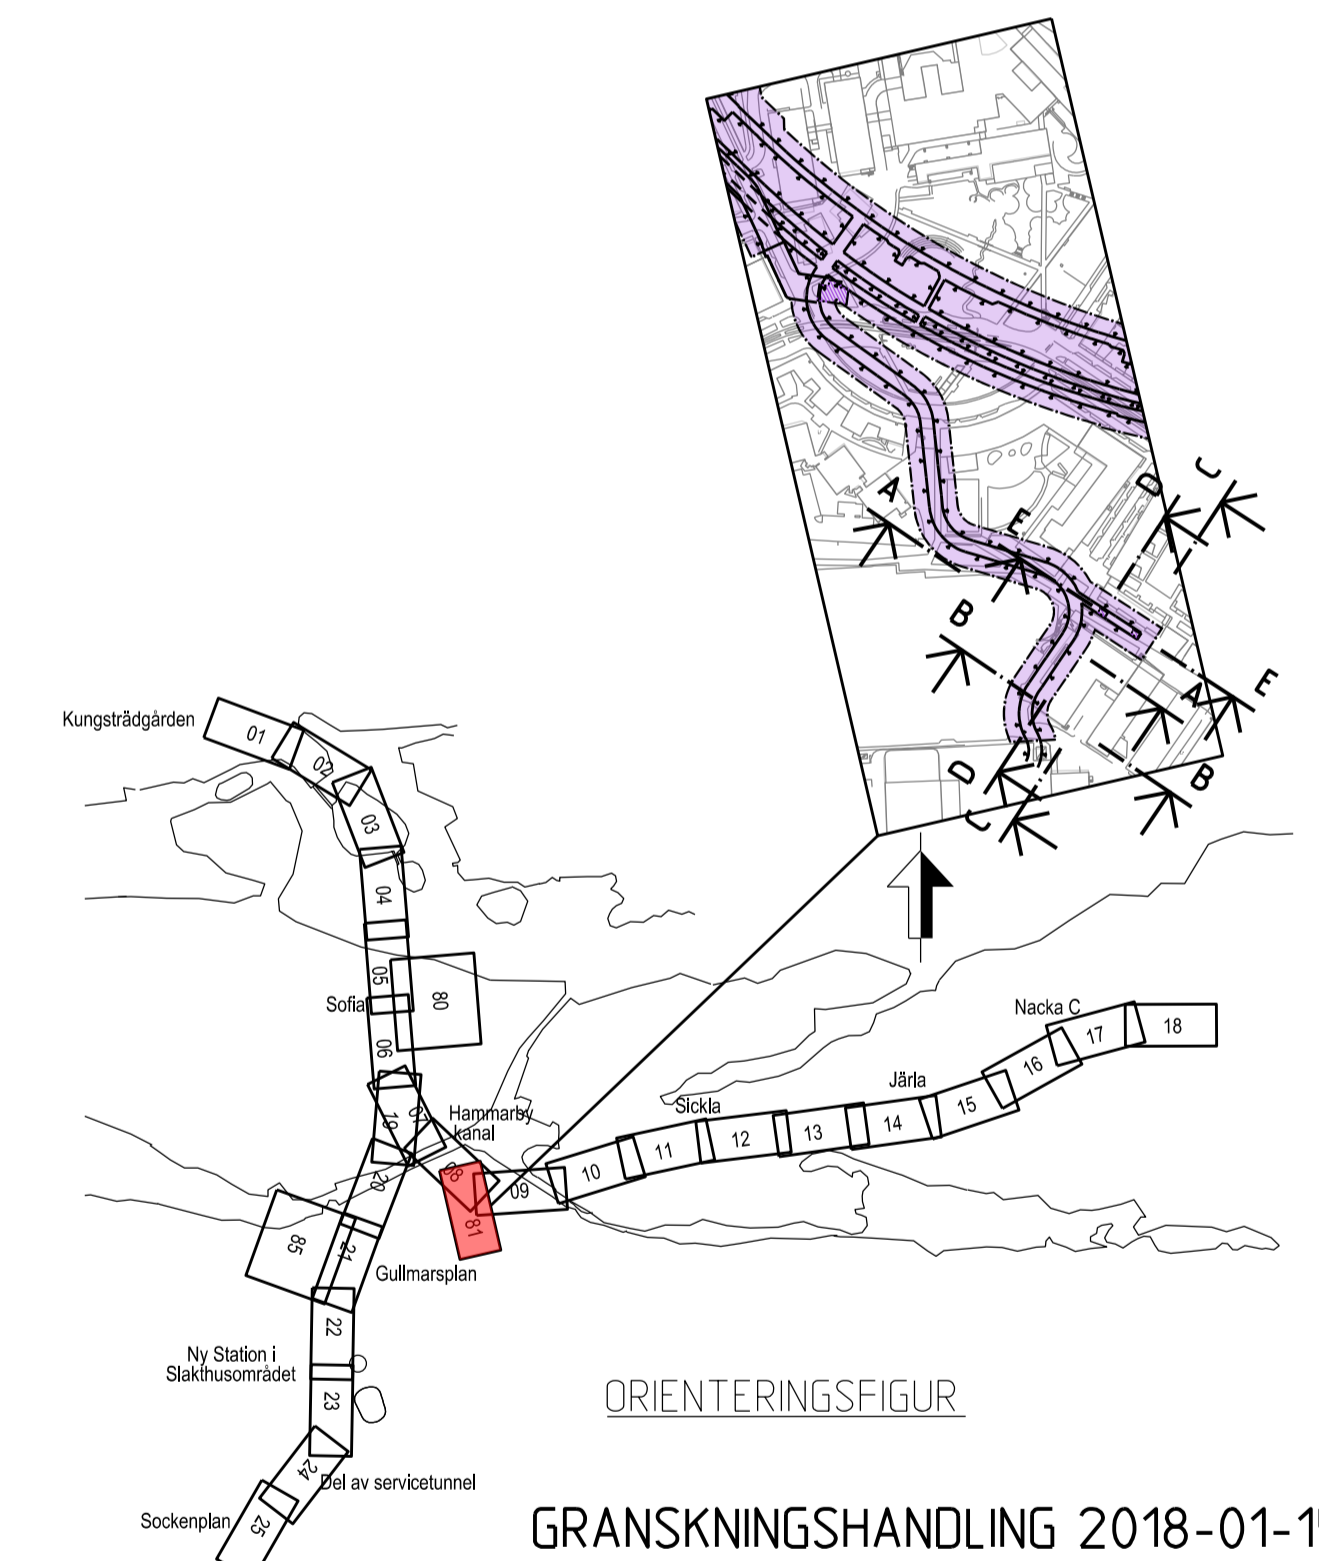 A
E
D
C
B
A
E
D
C
B
Kungsträdgården
01
02
03
04
05
Sofia
80
06
19
07
Hammarby
kanal
08
09
81
20
85
21
Gullmarsplan
22
Ny Station i
Slakthusområdet
23
24
Del av servicetunnel
Sockenplan
25
10
Sickla
11
12
13
Järla
14
15
16
Nacka C
17
18
ORIENTERINGSFIGUR
GRANSKNINGSHANDLING 2018-01-1